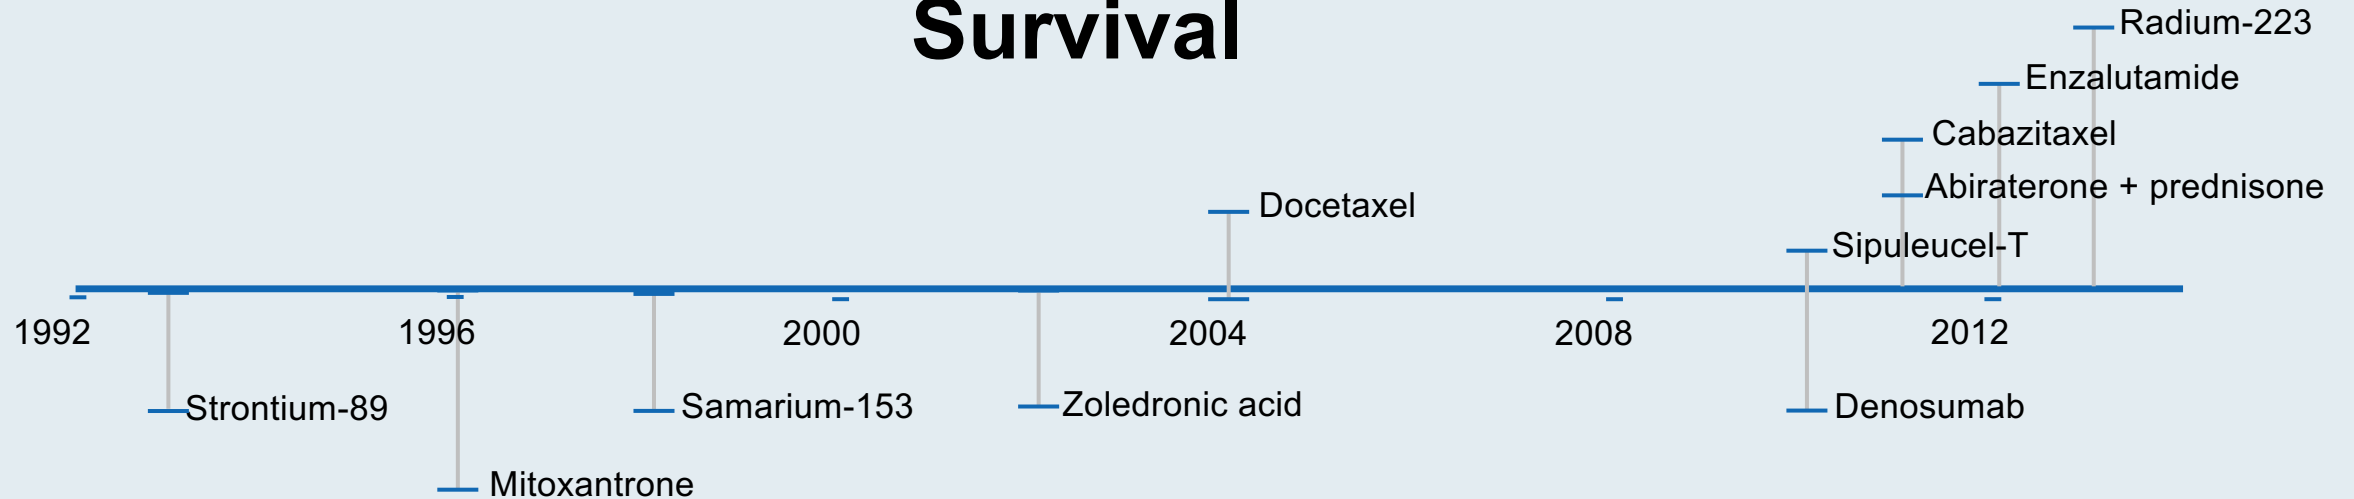 Survival
Radium-223
Enzalutamide
Cabazitaxel
Abiraterone + prednisone
Docetaxel
Sipuleucel-T
1992
1996
2000
2004
2008
2012
Strontium-89
Samarium-153
Zoledronic acid
Denosumab
Mitoxantrone